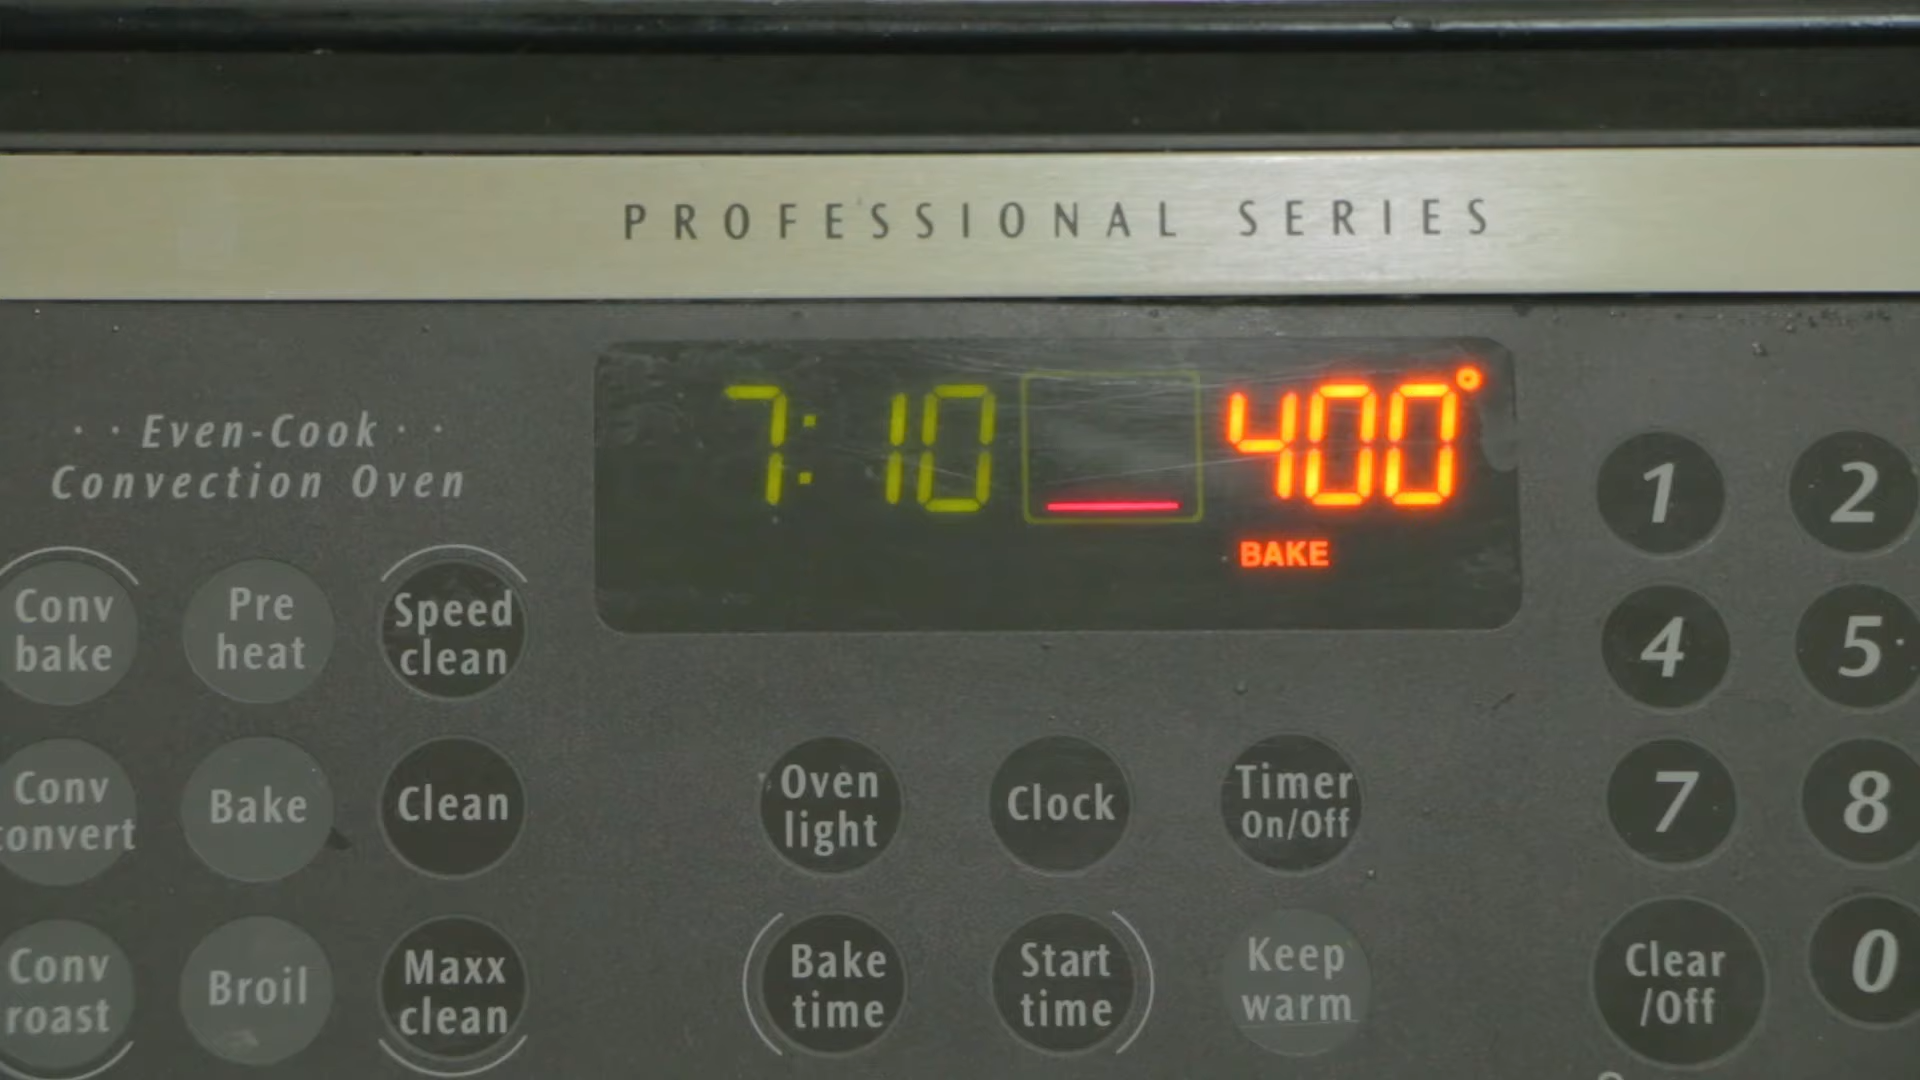 PROFESSIONAL SERIES
7:10 400°
BAKE
Even-Cook
Convection Oven
Conv bake
Pre heat
Speed clean
Conv convert
Bake
Clean
Conv roast
Broil
Maxx clean
Oven light
Clock
Timer On/Off
Bake time
Start time
Keep warm
1 2
4 5
7 8
Clear /Off
0